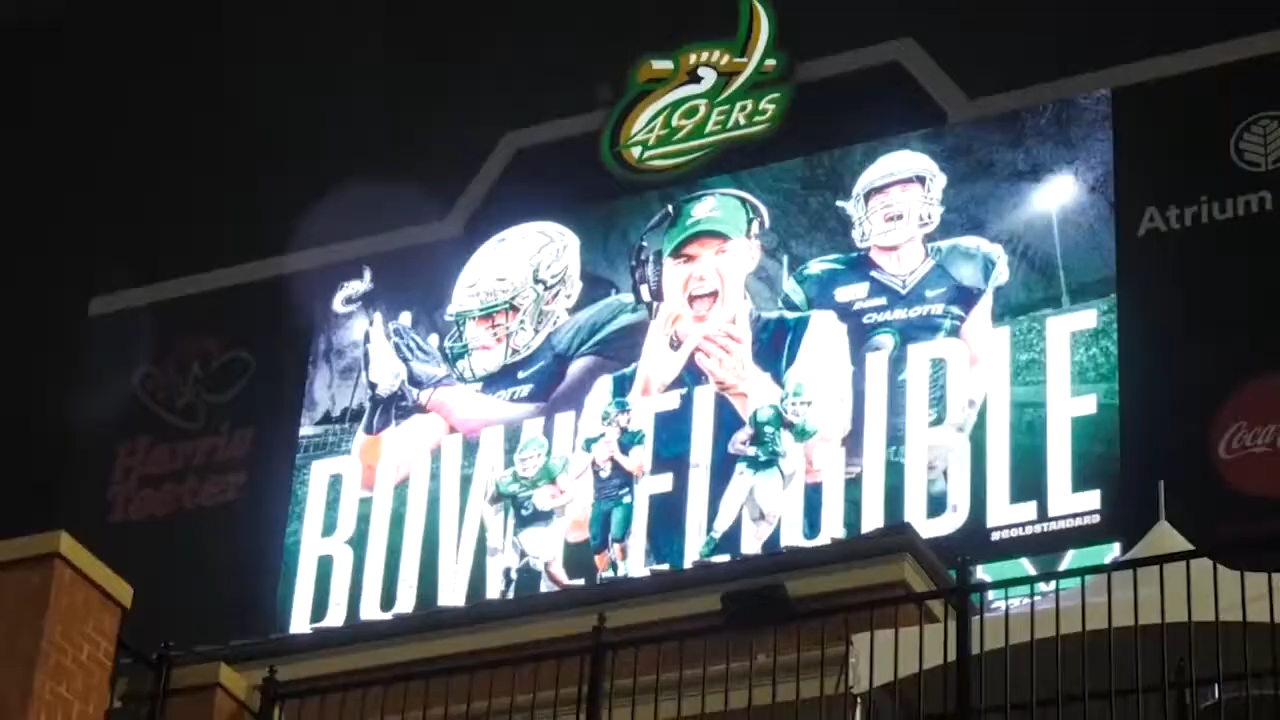 49ERS
Atrium
Harris
Teeter
CHARLOTTE
BOWL ELIGIBLE
#GOLDSTANDARD
Coca